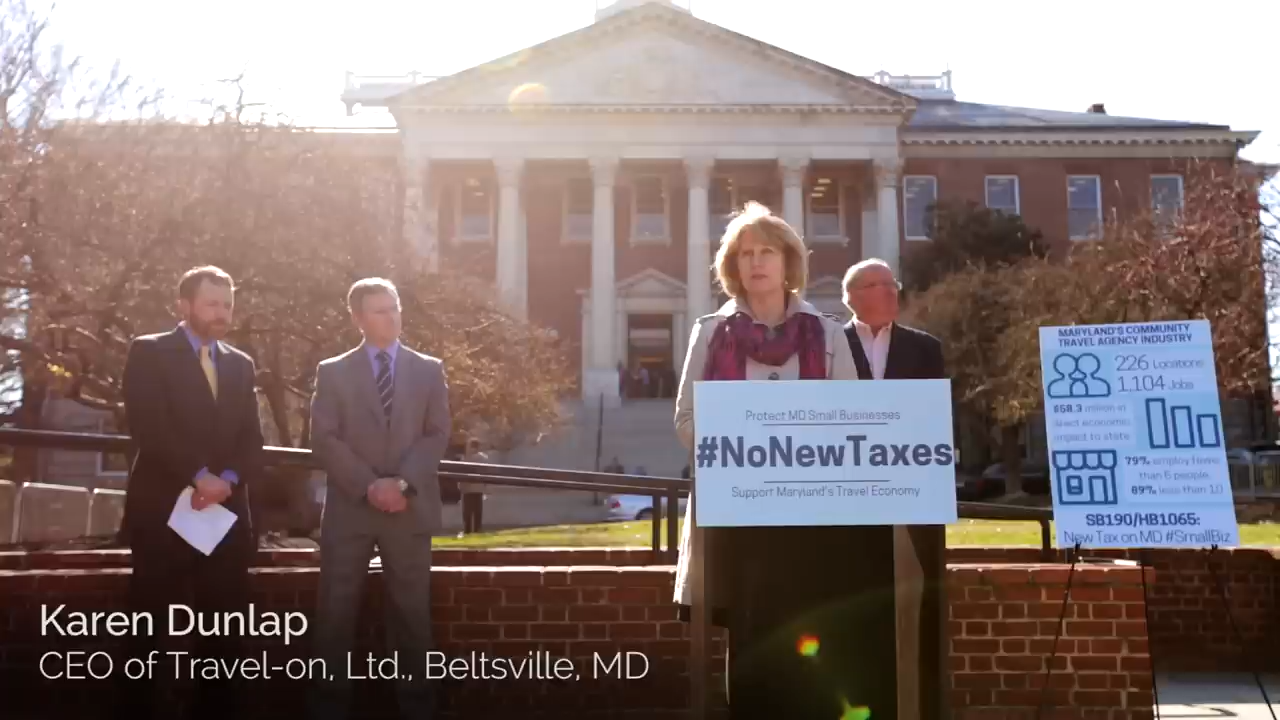 Protect MD Small Businesses
#NoNewTaxes
Support Maryland's Travel Economy
MARYLAND'S COMMUNITY
TRAVEL AGENCY INDUSTRY
226 Locations
1,104 Jobs
$58.3 million in
direct economic
impact to state
79% employ fewer
than 5 people,
89% less than 10
SB190/HB1065:
New Tax on MD #SmallBiz
Karen Dunlap
CEO of Travel-on, Ltd., Beltsville, MD